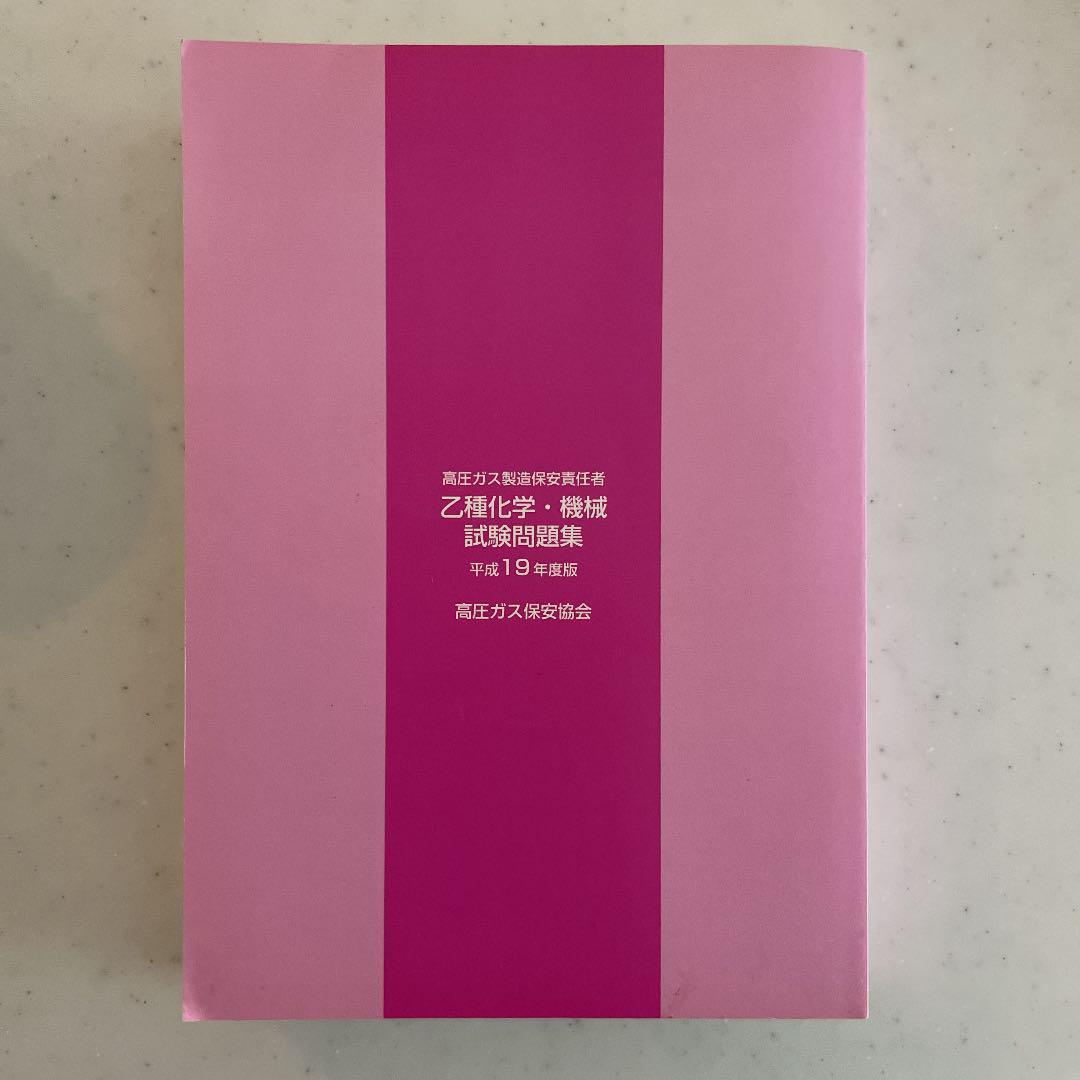 高圧ガス製造保安責任者
乙種化学・機械
試験問題集
平成19年度版
高圧ガス保安協会